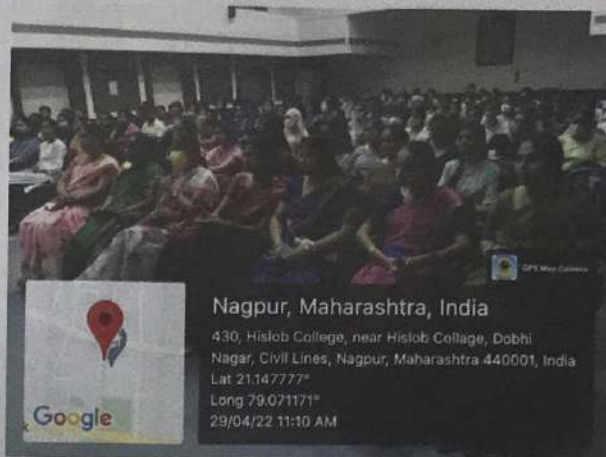 GPS Map Camera
Nagpur, Maharashtra, India
430, Hislob College, near Hislob Collage, Dobhi
Nagar, Civil Lines, Nagpur, Maharashtra 440001, India
Lat 21.147777°
Long 79.071171°
29/04/22 11:10 AM
Google